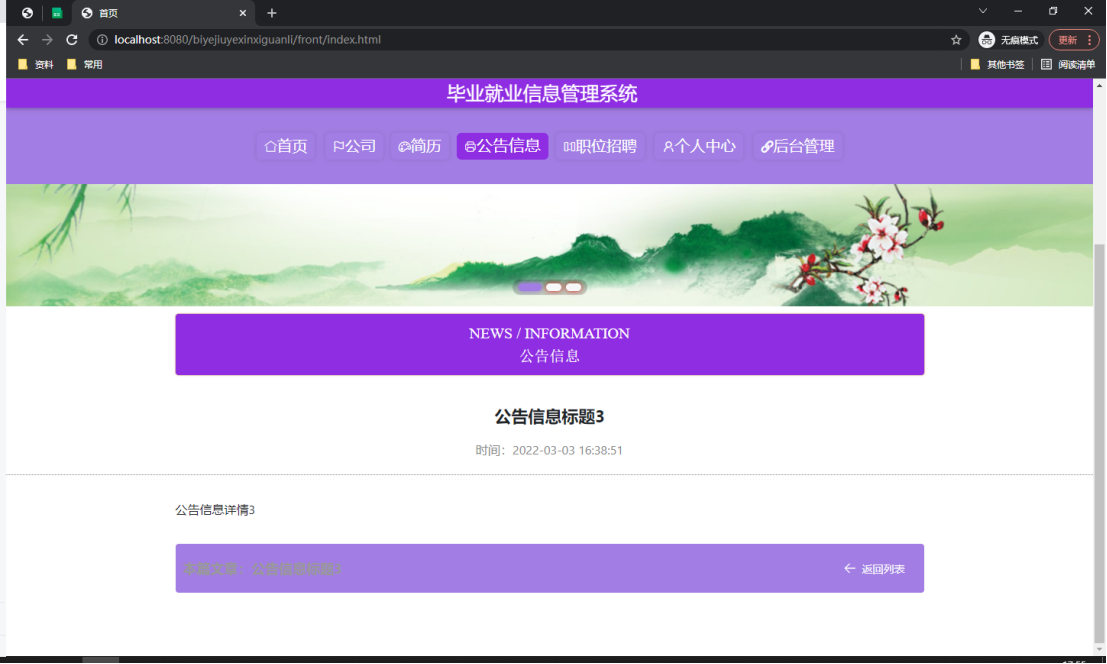 首页
localhost:8080/biyejiuyexinxiguanli/front/index.html
无痕模式
更新
资料
常用
其他书签
阅读清单
毕业就业信息管理系统
首页 公司 简历 公告信息 职位招聘 个人中心 后台管理
NEWS / INFORMATION
公告信息
公告信息标题3
时间：2022-03-03 16:38:51
公告信息详情3
本篇文章：公告信息标题3
返回列表